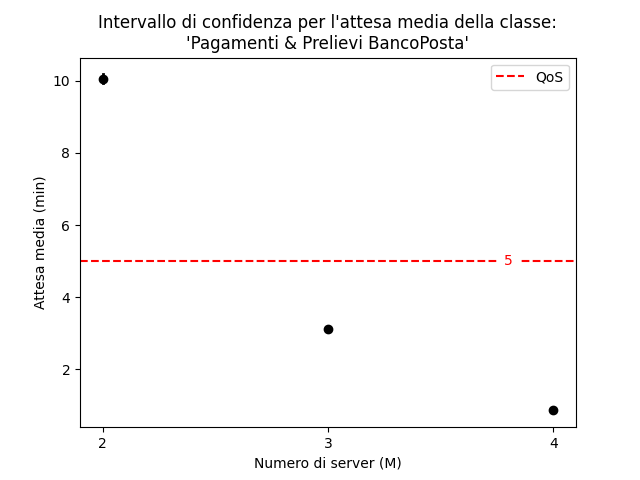 Intervallo di confidenza per l'attesa media della classe:
'Pagamenti & Prelievi BancoPosta'
QoS
10
8
6
5
4
2
Attesa media (min)
2
3
4
Numero di server (M)